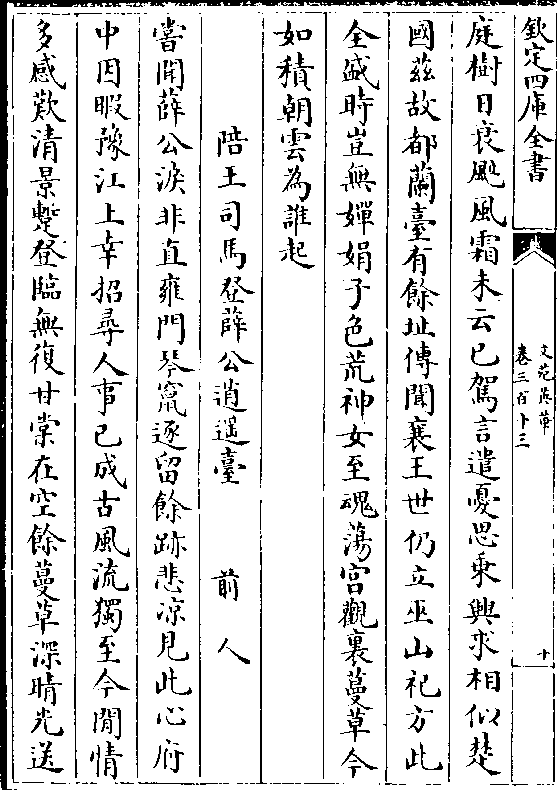 欽定四庫全書
文苑英華
卷三百十三
十
庭樹日衰飈風霜未云已駕言遣憂思乗興求相似楚
國兹故都蘭臺有餘址傳聞襄王世仍立巫山祀方此
全盛時豈無嬋娟子色荒神女至魂蕩宫觀裏蔓草今
如積朝雲為誰起
陪王司馬登薛公逍遥臺 前人
嘗聞薛公淚非直雍門琴竄逐留餘跡悲凉見此心府
中因暇豫江上幸招尋人事已成古風流獨至今閒情
多感歎清景蹔登臨無復甘棠在空餘蔓草深晴光送